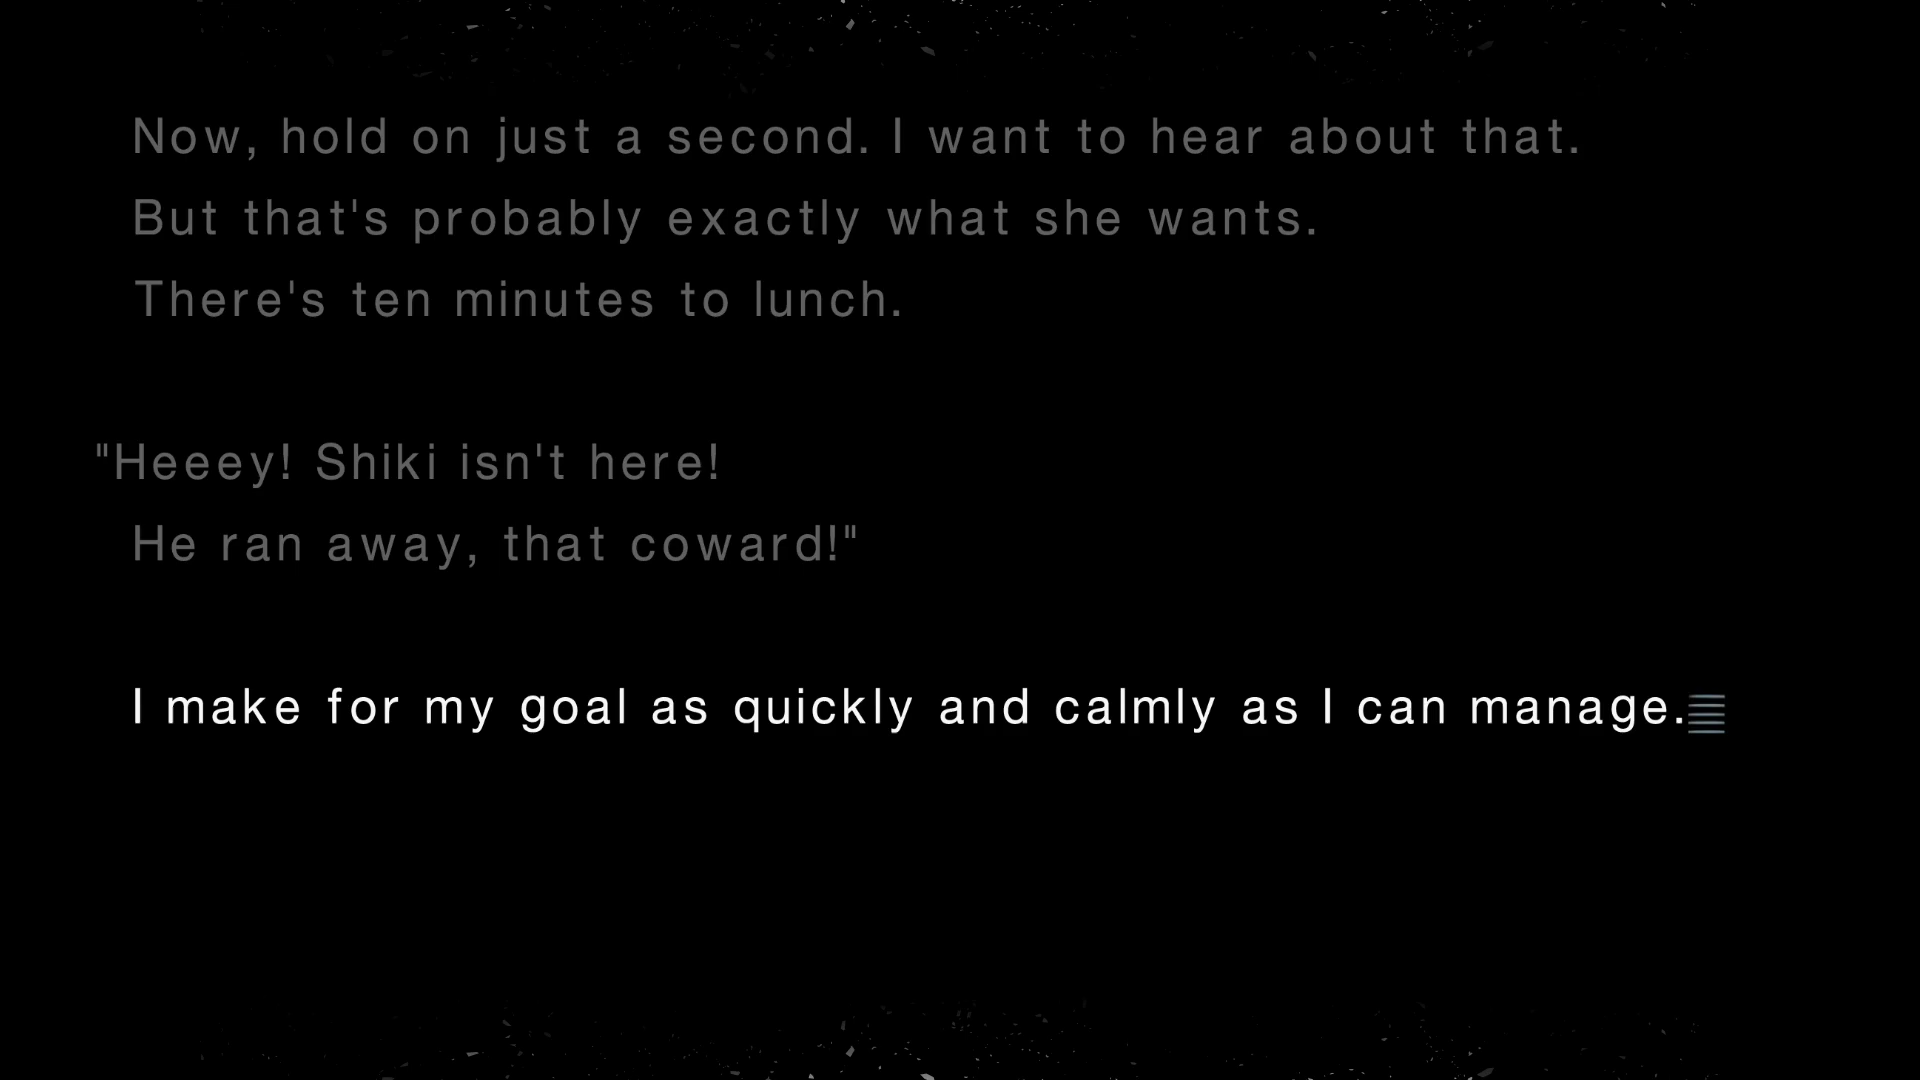 Now, hold on just a second. I want to hear about that.
But that's probably exactly what she wants.
There's ten minutes to lunch.
"Heeey! Shiki isn't here!
He ran away, that coward!"
I make for my goal as quickly and calmly as I can manage.